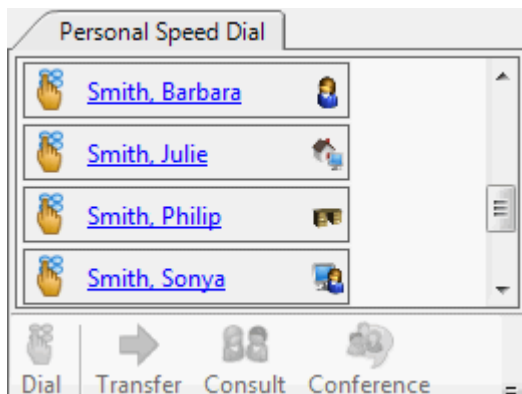 Personal Speed Dial
Smith, Barbara
Smith, Julie
Smith, Philip
Smith, Sonya
Dial Transfer Consult Conference